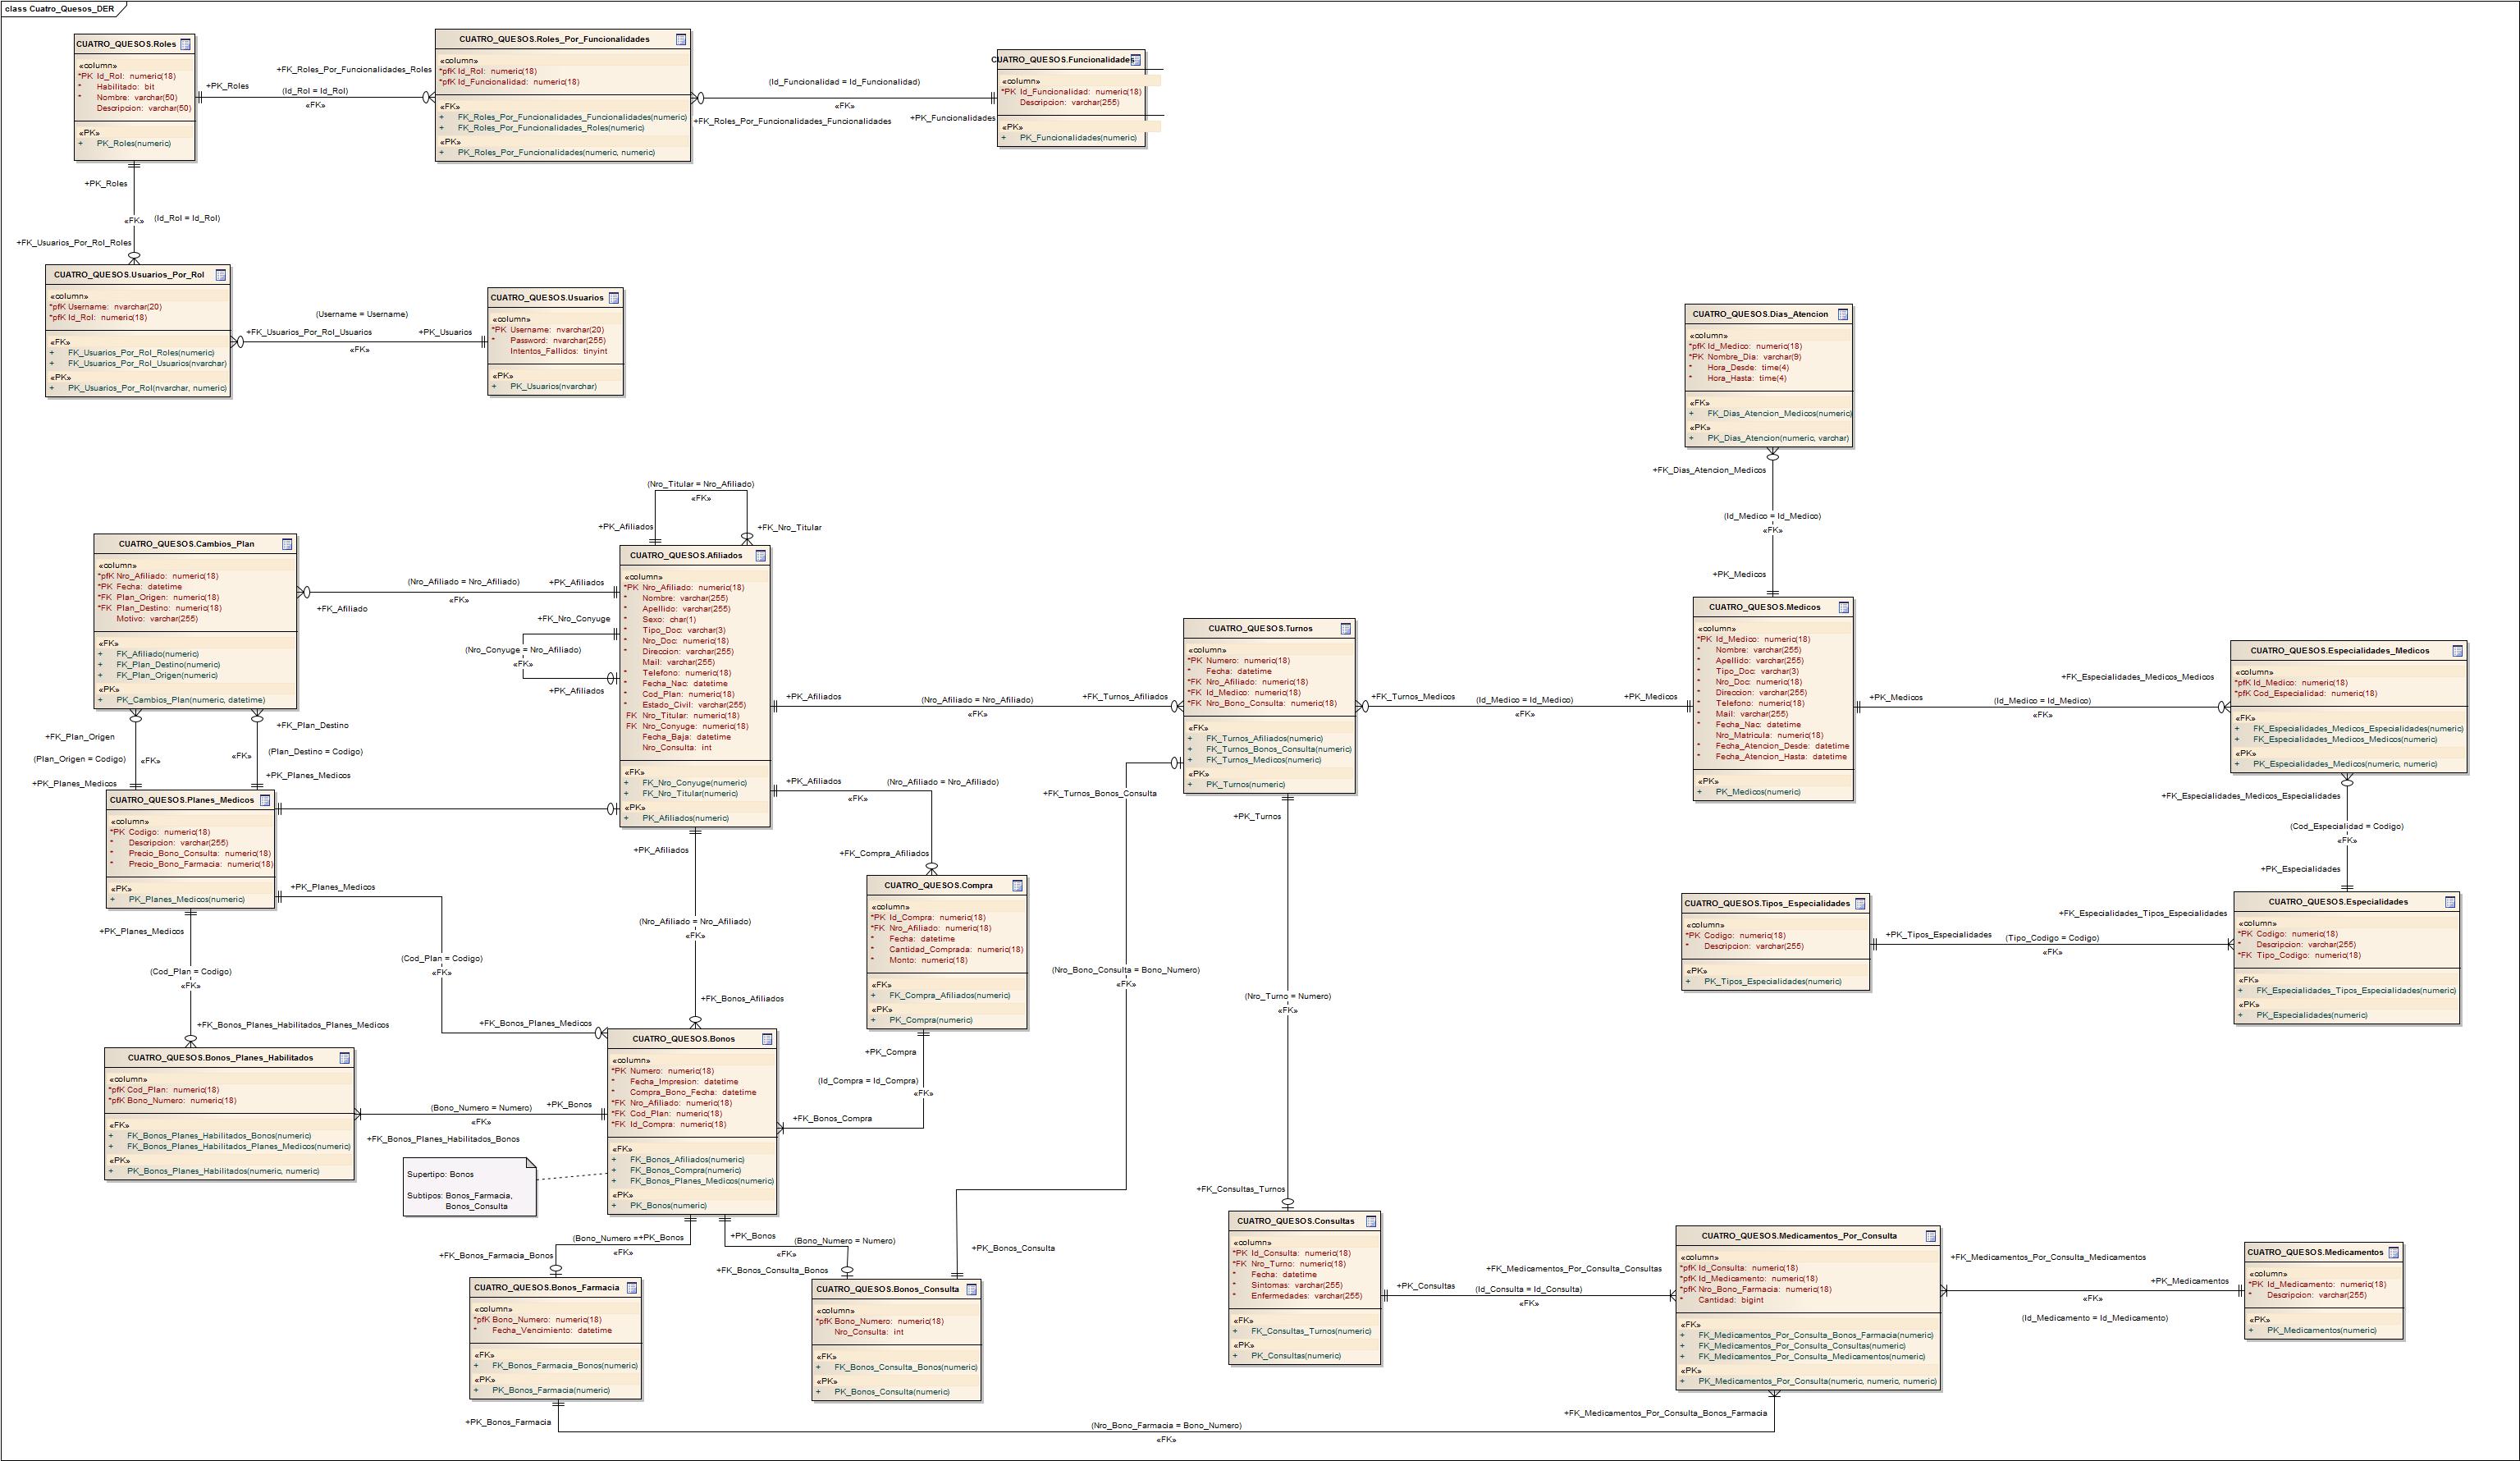 class Cuatro_Quesos_DER
CUATRO_QUESOS.Roles
«column»
*PK Id_Rol: numeric(18)
* Habilitado: bit
* Nombre: varchar(50)
Descripcion: varchar(50)
«PK»
+ PK_Roles(numeric)
+PK_Roles
+FK_Roles_Por_Funcionalidades_Roles
(Id_Rol = Id_Rol)
«FK»
CUATRO_QUESOS.Roles_Por_Funcionalidades
«column»
*pfK Id_Rol: numeric(18)
*pfK Id_Funcionalidad: numeric(18)
«FK»
+ FK_Roles_Por_Funcionalidades_Funcionalidades(numeric)
+ FK_Roles_Por_Funcionalidades_Roles(numeric)
«PK»
+ PK_Roles_Por_Funcionalidades(numeric, numeric)
(Id_Funcionalidad = Id_Funcionalidad)
«FK»
+FK_Roles_Por_Funcionalidades_Funcionalidades
+PK_Funcionalidades
CUATRO_QUESOS.Funcionalidades
«column»
*PK Id_Funcionalidad: numeric(18)
Descripcion: varchar(255)
«PK»
+ PK_Funcionalidades(numeric)
+PK_Roles
«FK»
(Id_Rol = Id_Rol)
+FK_Usuarios_Por_Rol_Roles
CUATRO_QUESOS.Usuarios_Por_Rol
«column»
*pfK Username: nvarchar(20)
*pfK Id_Rol: numeric(18)
«FK»
+ FK_Usuarios_Por_Rol_Roles(numeric)
+ FK_Usuarios_Por_Rol_Usuarios(nvarchar)
«PK»
+ PK_Usuarios_Por_Rol(nvarchar, numeric)
(Username = Username)
+FK_Usuarios_Por_Rol_Usuarios
+PK_Usuarios
«FK»
CUATRO_QUESOS.Usuarios
«column»
*PK Username: nvarchar(20)
* Password: nvarchar(255)
Intentos_Fallidos: tinyint
«PK»
+ PK_Usuarios(nvarchar)
CUATRO_QUESOS.Dias_Atencion
«column»
*pfK Id_Medico: numeric(18)
*PK Nombre_Dia: varchar(9)
* Hora_Desde: time(4)
* Hora_Hasta: time(4)
«FK»
+ FK_Dias_Atencion_Medicos(numeric)
«PK»
+ PK_Dias_Atencion(numeric, varchar)
+FK_Dias_Atencion_Medicos
(Id_Medico = Id_Medico)
«FK»
+PK_Medicos
(Nro_Titular = Nro_Afiliado)
«FK»
+PK_Afiliados
+FK_Nro_Titular
CUATRO_QUESOS.Cambios_Plan
«column»
*pfK Nro_Afiliado: numeric(18)
*PK Fecha: datetime
*FK Plan_Origen: numeric(18)
*FK Plan_Destino: numeric(18)
Motivo: varchar(255)
«FK»
+ FK_Afiliado(numeric)
+ FK_Plan_Destino(numeric)
+ FK_Plan_Origen(numeric)
«PK»
+ PK_Cambios_Plan(numeric, datetime)
(Nro_Afiliado = Nro_Afiliado)
+PK_Afiliados
«FK»
+FK_Afiliado
+FK_Nro_Conyuge
(Nro_Conyuge = Nro_Afiliado)
«FK»
+PK_Afiliados
CUATRO_QUESOS.Afiliados
«column»
*PK Nro_Afiliado: numeric(18)
* Nombre: varchar(255)
* Apellido: varchar(255)
* Sexo: char(1)
* Tipo_Doc: varchar(3)
* Nro_Doc: numeric(18)
* Direccion: varchar(255)
Mail: varchar(255)
* Telefono: numeric(18)
* Fecha_Nac: datetime
* Cod_Plan: numeric(18)
* Estado_Civil: varchar(255)
FK Nro_Titular: numeric(18)
FK Nro_Conyuge: numeric(18)
Fecha_Baja: datetime
Nro_Consulta: int
«FK»
+ FK_Nro_Conyuge(numeric)
+ FK_Nro_Titular(numeric)
«PK»
+ PK_Afiliados(numeric)
+PK_Afiliados
(Nro_Afiliado = Nro_Afiliado)
«FK»
+FK_Turnos_Afiliados
CUATRO_QUESOS.Turnos
«column»
*PK Numero: numeric(18)
* Fecha: datetime
*FK Nro_Afiliado: numeric(18)
*FK Id_Medico: numeric(18)
*FK Nro_Bono_Consulta: numeric(18)
«FK»
+ FK_Turnos_Afiliados(numeric)
+ FK_Turnos_Bonos_Consulta(numeric)
+ FK_Turnos_Medicos(numeric)
«PK»
+ PK_Turnos(numeric)
+FK_Turnos_Medicos
(Id_Medico = Id_Medico)
«FK»
+PK_Medicos
CUATRO_QUESOS.Medicos
«column»
*PK Id_Medico: numeric(18)
* Nombre: varchar(255)
* Apellido: varchar(255)
* Tipo_Doc: varchar(3)
* Nro_Doc: numeric(18)
* Direccion: varchar(255)
* Telefono: numeric(18)
* Mail: varchar(255)
* Fecha_Nac: datetime
Nro_Matricula: numeric(18)
* Fecha_Atencion_Desde: datetime
* Fecha_Atencion_Hasta: datetime
«PK»
+ PK_Medicos(numeric)
+PK_Medicos
+FK_Especialidades_Medicos_Medicos
(Id_Medico = Id_Medico)
«FK»
CUATRO_QUESOS.Especialidades_Medicos
«column»
*pfK Id_Medico: numeric(18)
*pfK Cod_Especialidad: numeric(18)
«FK»
+ FK_Especialidades_Medicos_Especialidades(numeric)
+ FK_Especialidades_Medicos_Medicos(numeric)
«PK»
+ PK_Especialidades_Medicos(numeric, numeric)
+FK_Especialidades_Medicos_Especialidades
(Cod_Especialidad = Codigo)
«FK»
+PK_Especialidades
+FK_Plan_Origen
(Plan_Origen = Codigo)
«FK»
+PK_Planes_Medicos
+FK_Plan_Destino
«FK»
(Plan_Destino = Codigo)
+PK_Planes_Medicos
CUATRO_QUESOS.Planes_Medicos
«column»
*PK Codigo: numeric(18)
* Descripcion: varchar(255)
* Precio_Bono_Consulta: numeric(18)
* Precio_Bono_Farmacia: numeric(18)
«PK»
+ PK_Planes_Medicos(numeric)
+PK_Planes_Medicos
(Cod_Plan = Codigo)
«FK»
+FK_Bonos_Planes_Habilitados_Planes_Medicos
+PK_Planes_Medicos
(Cod_Plan = Codigo)
«FK»
+FK_Bonos_Planes_Medicos
+PK_Afiliados
(Nro_Afiliado = Nro_Afiliado)
«FK»
+FK_Bonos_Afiliados
+PK_Afiliados
(Nro_Afiliado = Nro_Afiliado)
«FK»
+FK_Compra_Afiliados
CUATRO_QUESOS.Compra
«column»
*PK Id_Compra: numeric(18)
*FK Nro_Afiliado: numeric(18)
* Fecha: datetime
* Cantidad_Comprada: numeric(18)
* Monto: numeric(18)
«FK»
+ FK_Compra_Afiliados(numeric)
«PK»
+ PK_Compra(numeric)
+PK_Compra
(Id_Compra = Id_Compra)
«FK»
+FK_Bonos_Compra
+FK_Turnos_Bonos_Consulta
(Nro_Bono_Consulta = Bono_Numero)
«FK»
+PK_Bonos_Consulta
+PK_Turnos
(Nro_Turno = Numero)
«FK»
+FK_Consultas_Turnos
CUATRO_QUESOS.Tipos_Especialidades
«column»
*PK Codigo: numeric(18)
* Descripcion: varchar(255)
«PK»
+ PK_Tipos_Especialidades(numeric)
+FK_Especialidades_Tipos_Especialidades
+PK_Tipos_Especialidades
(Tipo_Codigo = Codigo)
«FK»
CUATRO_QUESOS.Especialidades
«column»
*PK Codigo: numeric(18)
* Descripcion: varchar(255)
*FK Tipo_Codigo: numeric(18)
«FK»
+ FK_Especialidades_Tipos_Especialidades(numeric)
«PK»
+ PK_Especialidades(numeric)
CUATRO_QUESOS.Bonos_Planes_Habilitados
«column»
*pfK Cod_Plan: numeric(18)
*pfK Bono_Numero: numeric(18)
«FK»
+ FK_Bonos_Planes_Habilitados_Bonos(numeric)
+ FK_Bonos_Planes_Habilitados_Planes_Medicos(numeric)
«PK»
+ PK_Bonos_Planes_Habilitados(numeric, numeric)
(Bono_Numero = Numero)
+PK_Bonos
«FK»
+FK_Bonos_Planes_Habilitados_Bonos
CUATRO_QUESOS.Bonos
«column»
*PK Numero: numeric(18)
* Fecha_Impresion: datetime
* Compra_Bono_Fecha: datetime
*FK Nro_Afiliado: numeric(18)
*FK Cod_Plan: numeric(18)
*FK Id_Compra: numeric(18)
«FK»
+ FK_Bonos_Afiliados(numeric)
+ FK_Bonos_Compra(numeric)
+ FK_Bonos_Planes_Medicos(numeric)
«PK»
+ PK_Bonos(numeric)
Supertipo: Bonos
Subtipos: Bonos_Farmacia,
Bonos_Consulta
(Bono_Numero =+PK_Bonos
«FK»
+FK_Bonos_Farmacia_Bonos
+PK_Bonos
(Bono_Numero = Numero)
«FK»
+FK_Bonos_Consulta_Bonos
CUATRO_QUESOS.Bonos_Farmacia
«column»
*pfK Bono_Numero: numeric(18)
* Fecha_Vencimiento: datetime
«FK»
+ FK_Bonos_Farmacia_Bonos(numeric)
«PK»
+ PK_Bonos_Farmacia(numeric)
CUATRO_QUESOS.Bonos_Consulta
«column»
*pfK Bono_Numero: numeric(18)
Nro_Consulta: int
«FK»
+ FK_Bonos_Consulta_Bonos(numeric)
«PK»
+ PK_Bonos_Consulta(numeric)
CUATRO_QUESOS.Consultas
«column»
*PK Id_Consulta: numeric(18)
*FK Nro_Turno: numeric(18)
* Fecha: datetime
* Sintomas: varchar(255)
* Enfermedades: varchar(255)
«FK»
+ FK_Consultas_Turnos(numeric)
«PK»
+ PK_Consultas(numeric)
+FK_Medicamentos_Por_Consulta_Consultas
+PK_Consultas
(Id_Consulta = Id_Consulta)
«FK»
CUATRO_QUESOS.Medicamentos_Por_Consulta
«column»
*pfK Id_Consulta: numeric(18)
*pfK Id_Medicamento: numeric(18)
*pfK Nro_Bono_Farmacia: numeric(18)
* Cantidad: bigint
«FK»
+ FK_Medicamentos_Por_Consulta_Bonos_Farmacia(numeric)
+ FK_Medicamentos_Por_Consulta_Consultas(numeric)
+ FK_Medicamentos_Por_Consulta_Medicamentos(numeric)
«PK»
+ PK_Medicamentos_Por_Consulta(numeric, numeric, numeric)
+FK_Medicamentos_Por_Consulta_Medicamentos
+PK_Medicamentos
«FK»
(Id_Medicamento = Id_Medicamento)
CUATRO_QUESOS.Medicamentos
«column»
*PK Id_Medicamento: numeric(18)
* Descripcion: varchar(255)
«PK»
+ PK_Medicamentos(numeric)
+PK_Bonos_Farmacia
(Nro_Bono_Farmacia = Bono_Numero)
«FK»
+FK_Medicamentos_Por_Consulta_Bonos_Farmacia